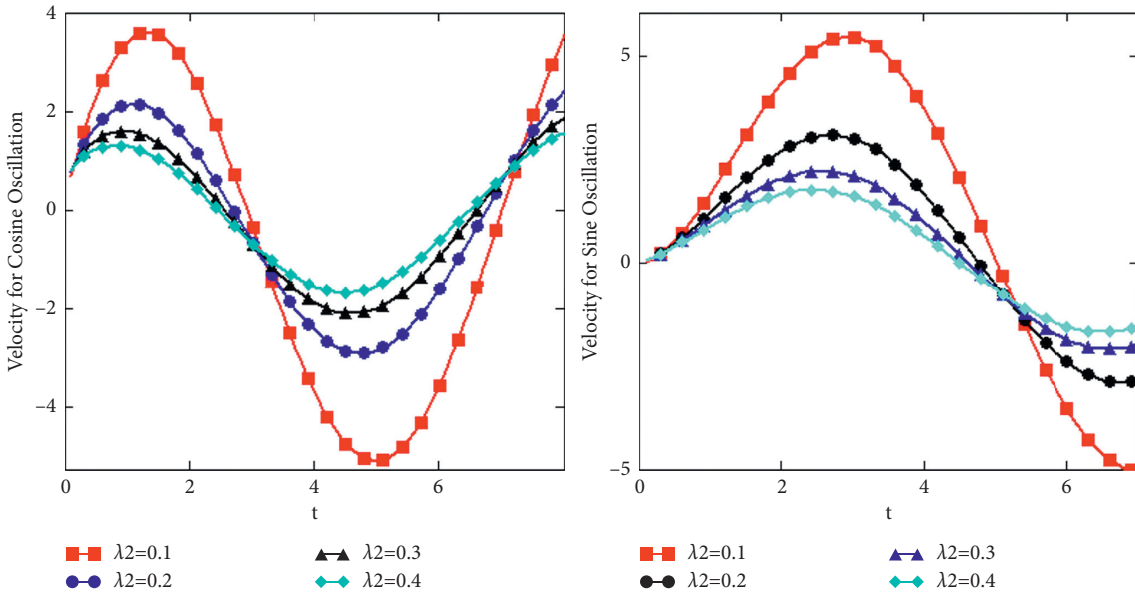 Velocity for Cosine Oscillation
4
2
0
−2
−4
0 2 4 6
t
λ2=0.1
λ2=0.2
λ2=0.3
λ2=0.4
Velocity for Sine Oscillation
5
0
−5
0 2 4 6
t
λ2=0.1
λ2=0.2
λ2=0.3
λ2=0.4